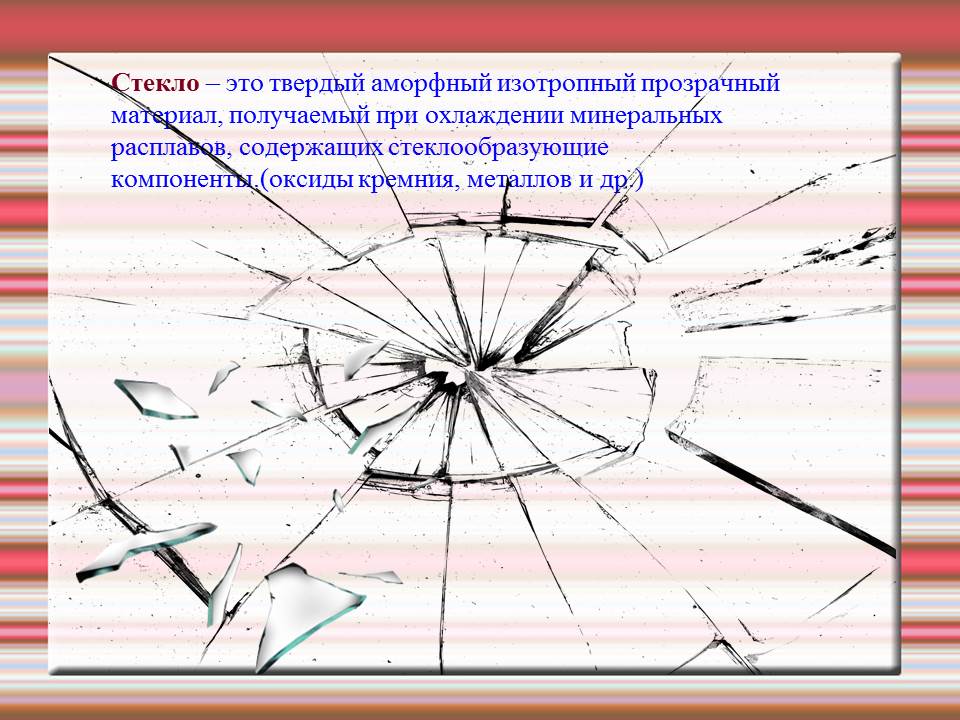 Стекло – это твердый аморфный изотропный прозрачный
материал, получаемый при охлаждении минеральных
расплавов, содержащих стеклообразующие
компоненты.(оксиды кремния, металлов и др.)